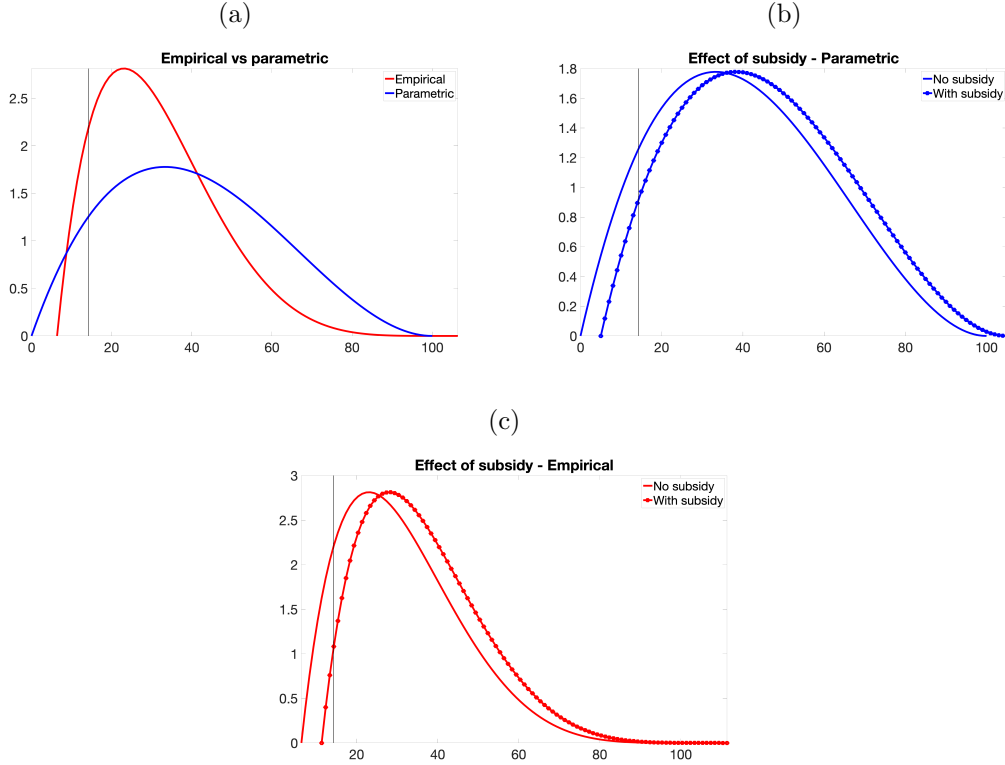 (a)
Empirical vs parametric
Empirical
Parametric
2.5
2
1.5
1
0.5
0
0 20 40 60 80 100
(b)
Effect of subsidy - Parametric
No subsidy
With subsidy
1.8
1.6
1.4
1.2
1
0.8
0.6
0.4
0.2
0
0 20 40 60 80 100
(c)
Effect of subsidy - Empirical
No subsidy
With subsidy
3
2.5
2
1.5
1
0.5
0
20 40 60 80 100